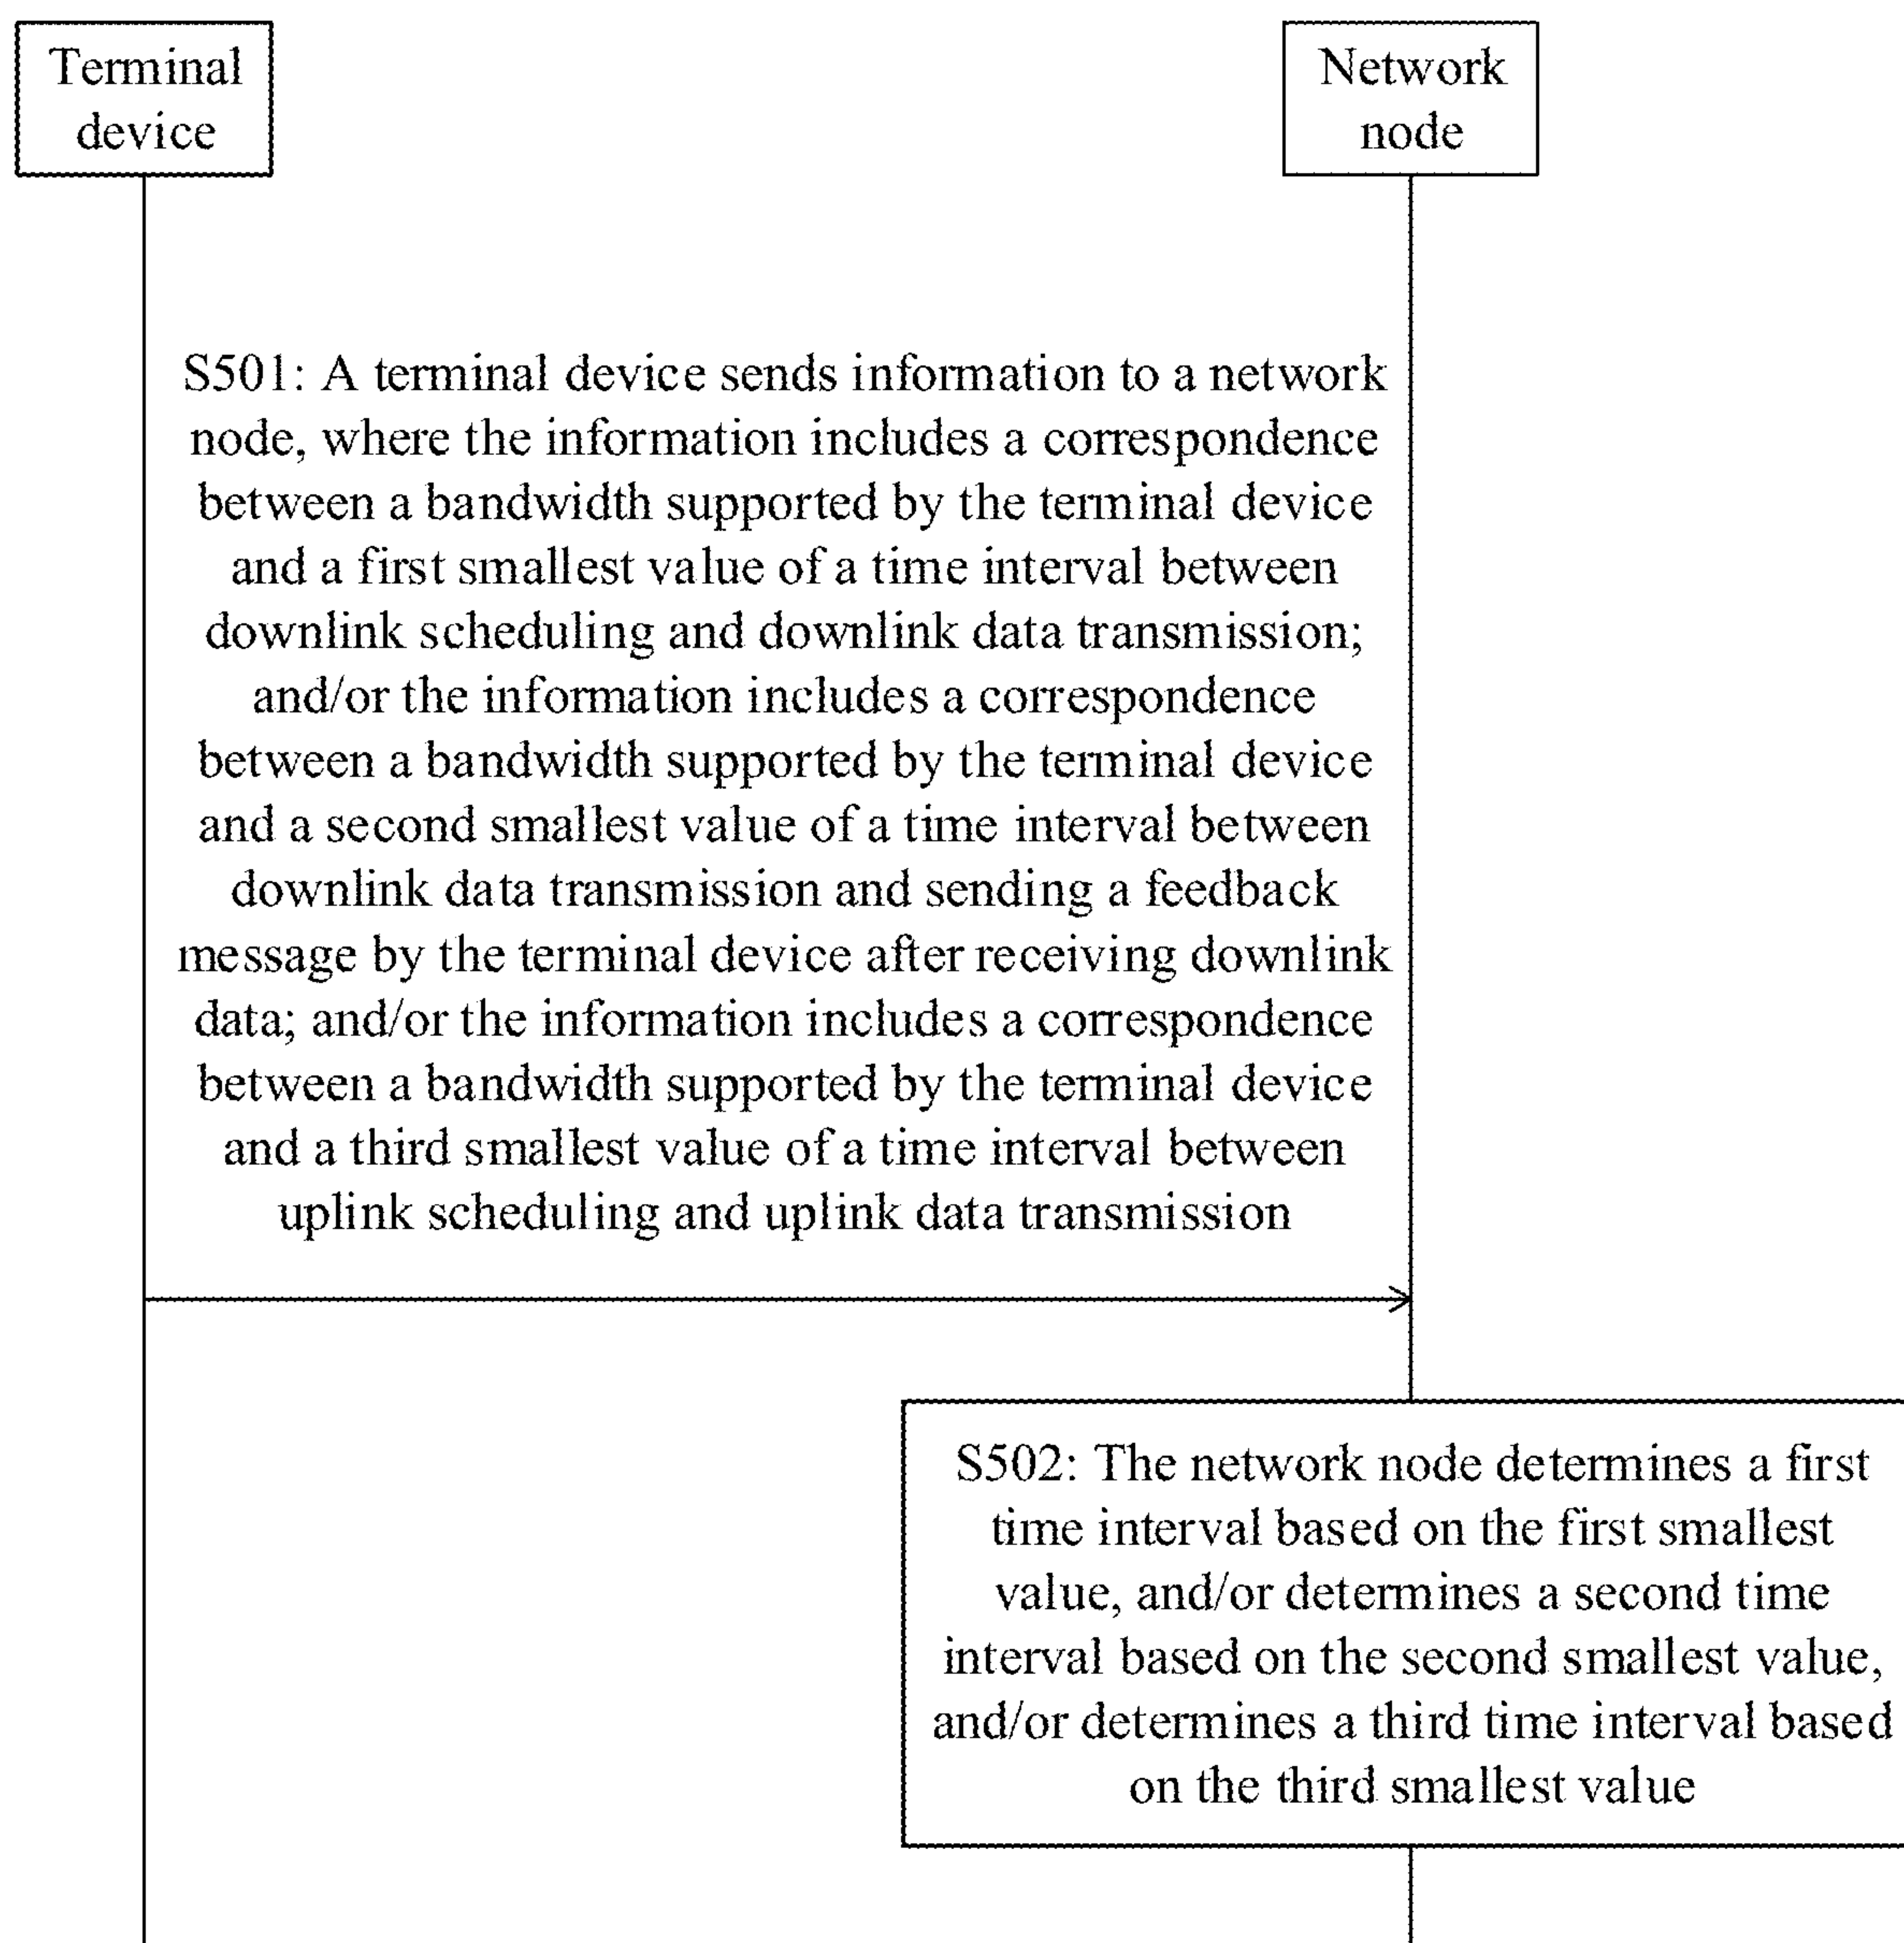 Terminal
device
Network
node
S501: A terminal device sends information to a network
node, where the information includes a correspondence
between a bandwidth supported by the terminal device
and a first smallest value of a time interval between
downlink scheduling and downlink data transmission;
and/or the information includes a correspondence
between a bandwidth supported by the terminal device
and a second smallest value of a time interval between
downlink data transmission and sending a feedback
message by the terminal device after receiving downlink
data; and/or the information includes a correspondence
between a bandwidth supported by the terminal device
and a third smallest value of a time interval between
uplink scheduling and uplink data transmission
S502: The network node determines a first
time interval based on the first smallest
value, and/or determines a second time
interval based on the second smallest value,
and/or determines a third time interval based
on the third smallest value